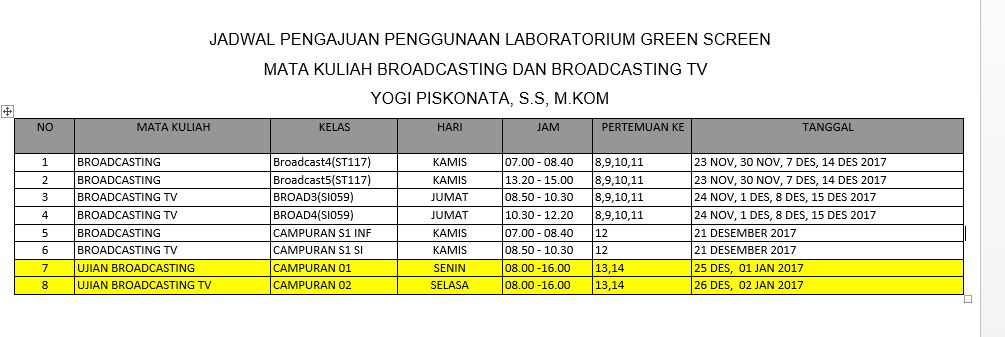 JADWAL PENGAJUAN PENGGUNAAN LABORATORIUM GREEN SCREEN
MATA KULIAH BROADCASTING DAN BROADCASTING TV
YOGI PISKONATA, S.S, M.KOM
NO MATA KULIAH KELAS HARI JAM PERTEMUAN KE TANGGAL
1 BROADCASTING Broadcast4(ST117) KAMIS 07.00 - 08.40 8,9,10,11 23 NOV, 30 NOV, 7 DES, 14 DES 2017
2 BROADCASTING Broadcast5(ST117) KAMIS 13.20 - 15.00 8,9,10,11 23 NOV, 30 NOV, 7 DES, 14 DES 2017
3 BROADCASTING TV BROAD3(SI059) JUMAT 08.50 - 10.30 8,9,10,11 24 NOV, 1 DES, 8 DES, 15 DES 2017
4 BROADCASTING TV BROAD4(SI059) JUMAT 10.30 - 12.20 8,9,10,11 24 NOV, 1 DES, 8 DES, 15 DES 2017
5 BROADCASTING CAMPURAN S1 INF KAMIS 07.00 - 08.40 12 21 DESEMBER 2017
6 BROADCASTING TV CAMPURAN S1 SI KAMIS 08.50 - 10.30 12 21 DESEMBER 2017
7 UJIAN BROADCASTING CAMPURAN 01 SENIN 08.00 -16.00 13,14 25 DES, 01 JAN 2017
8 UJIAN BROADCASTING TV CAMPURAN 02 SELASA 08.00 -16.00 13,14 26 DES, 02 JAN 2017